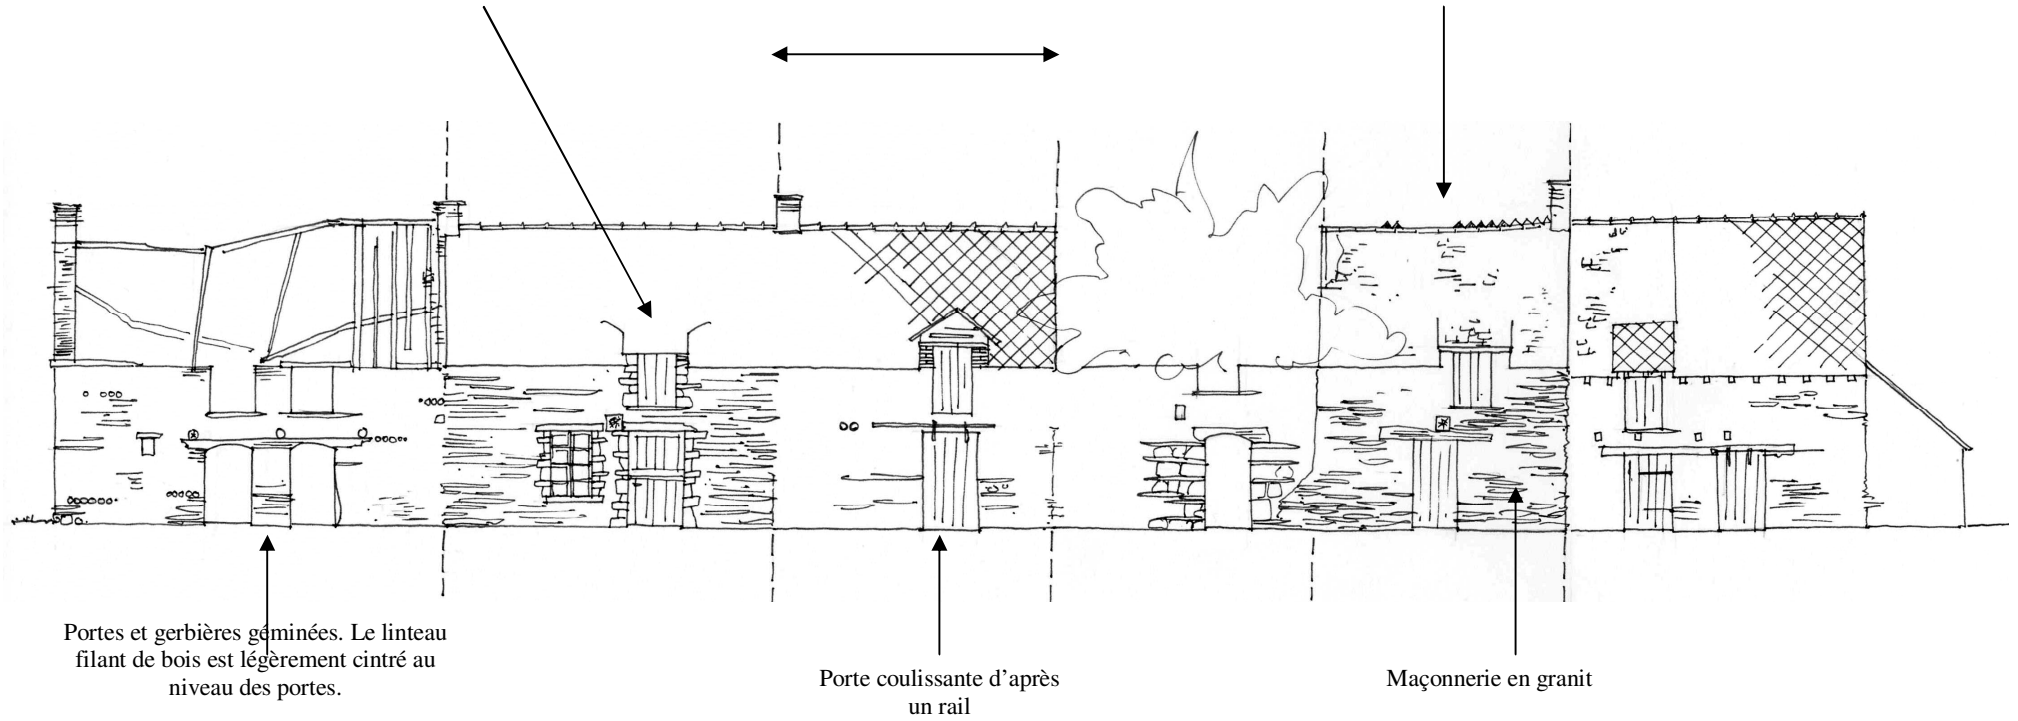 Portes et gerbières géminées. Le linteau
filant de bois est légèrement cintré au
niveau des portes.
Porte coulissante d’après
un rail
Maçonnerie en granit